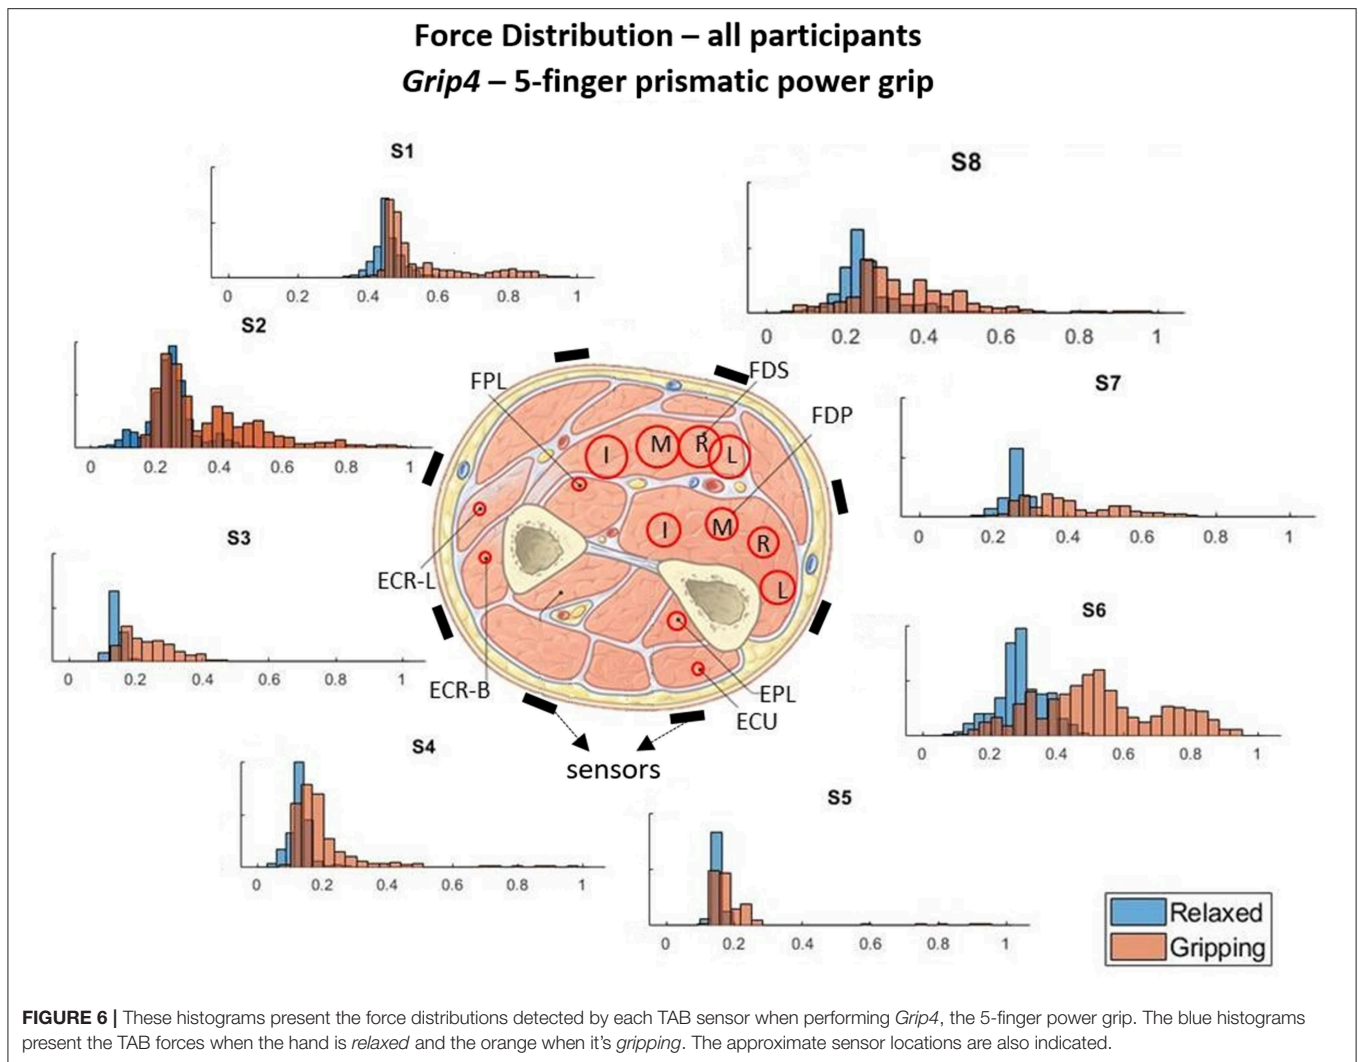 Force Distribution – all participants
Grip4 – 5-finger prismatic power grip
S1
0 0.2 0.4 0.6 0.8 1
S8
0 0.2 0.4 0.6 0.8 1
S2
0 0.2 0.4 0.6 0.8 1
S7
0 0.2 0.4 0.6 0.8 1
FPL
FDS
FDP
I M R L
I M R L
ECR-L
ECR-B
EPL
ECU
sensors
S3
0 0.2 0.4 0.6 0.8 1
S6
0 0.2 0.4 0.6 0.8 1
S4
0 0.2 0.4 0.6 0.8 1
S5
0 0.2 0.4 0.6 0.8 1
Relaxed
Gripping
FIGURE 6 | These histograms present the force distributions detected by each TAB sensor when performing Grip4, the 5-finger power grip. The blue histograms
present the TAB forces when the hand is relaxed and the orange when it's gripping. The approximate sensor locations are also indicated.